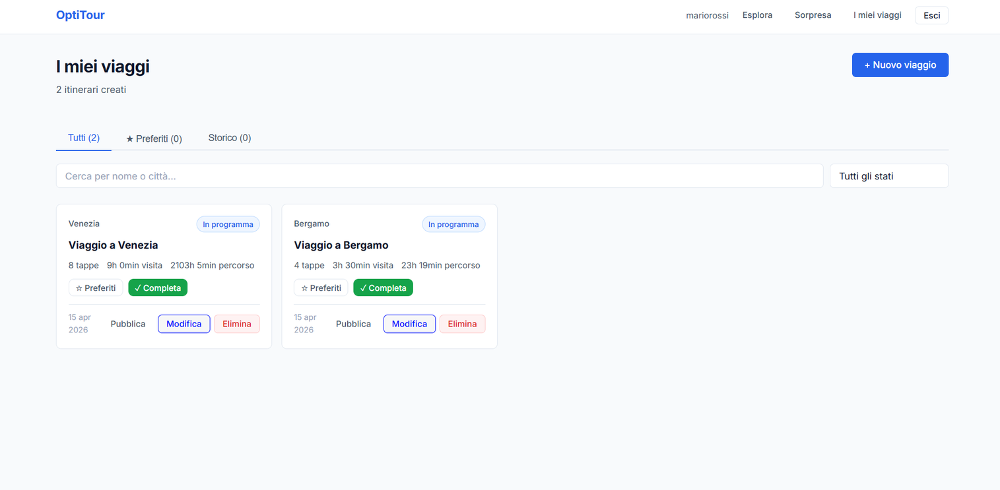 OptiTour
mariorossi Esplora Sorpresa I miei viaggi Esci
I miei viaggi
+ Nuovo viaggio
2 itinerari creati
Tutti (2) ★ Preferiti (0) Storico (0)
Cerca per nome o città...
Tutti gli stati
Venezia
In programma
Viaggio a Venezia
8 tappe 9h 0min visita 2103h 5min percorso
☆ Preferiti ✓ Completa
15 apr
2026
Pubblica Modifica Elimina
Bergamo
In programma
Viaggio a Bergamo
4 tappe 3h 30min visita 23h 19min percorso
☆ Preferiti ✓ Completa
15 apr
2026
Pubblica Modifica Elimina